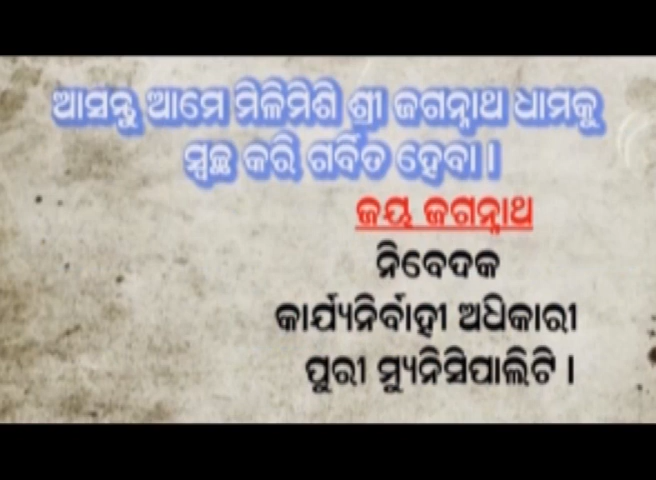 ଆସନ୍ତୁ ଆମେ ମିଳିମିଶି ଶ୍ରୀ ଜଗନ୍ନାଥ ଧାମକୁ
ସ୍ୱଚ୍ଛ କରି ଗର୍ବିତ ହେବା ।
ଜୟ ଜଗନ୍ନାଥ
ନିବେଦକ
କାର୍ଯ୍ୟନିର୍ବାହୀ ଅଧିକାରୀ
ପୁରୀ ମ୍ୟୁନିସିପାଲିଟି ।